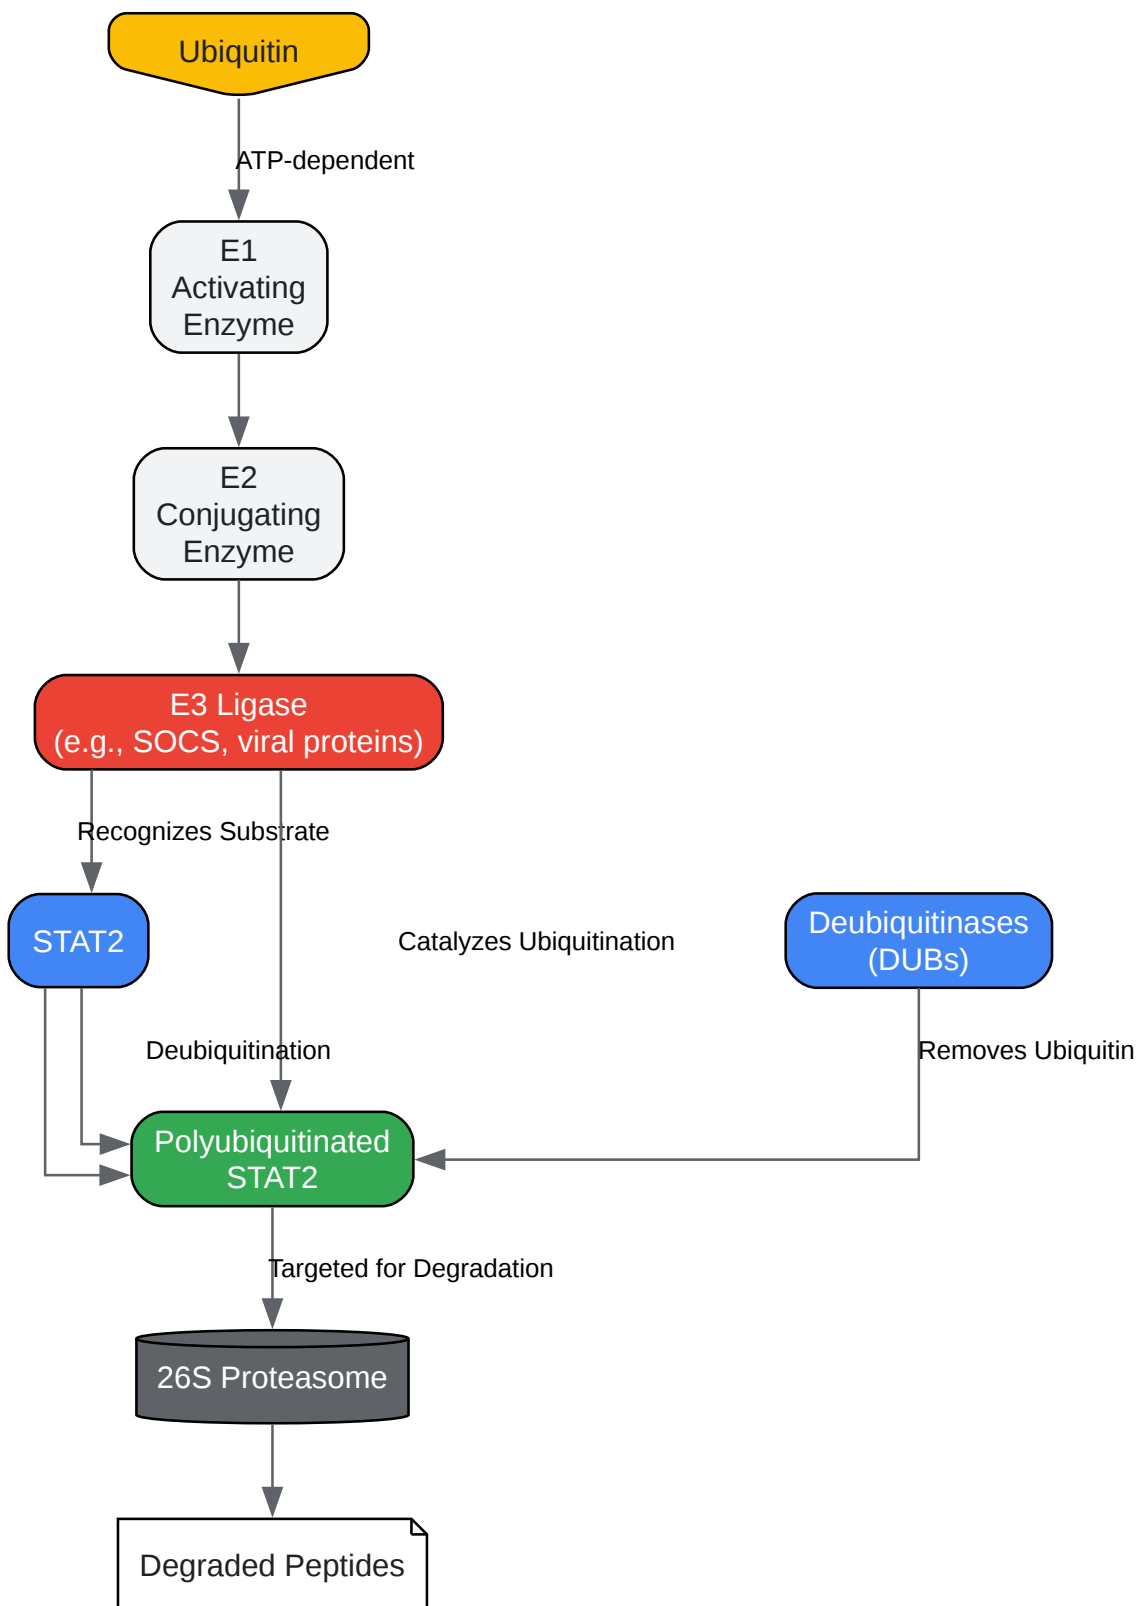 Ubiquitin
ATP-dependent
E1
Activating
Enzyme
E2
Conjugating
Enzyme
E3 Ligase
(e.g., SOCS, viral proteins)
Recognizes Substrate
STAT2
Catalyzes Ubiquitination
Deubiquitinases
(DUBs)
Deubiquitination
Removes Ubiquitin
Polyubiquitinated
STAT2
Targeted for Degradation
26S Proteasome
Degraded Peptides